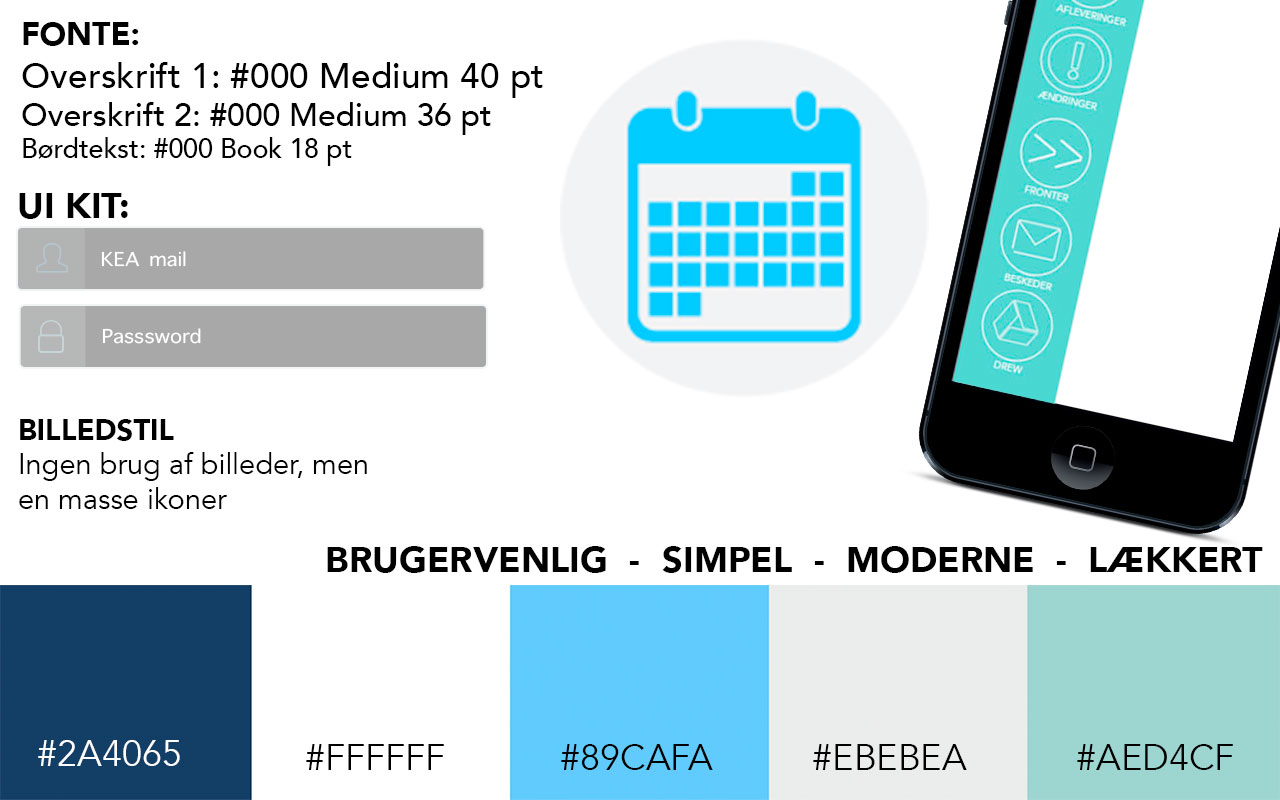 FONTE:
Overskrift 1: #000 Medium 40 pt
Overskrift 2: #000 Medium 36 pt
Børdtekst: #000 Book 18 pt
UI KIT:
KEA mail
Passsword
BILLEDSTIL
Ingen brug af billeder, men
en masse ikoner
AFLEVERINGER
ÆNDRINGER
FRONTER
BESKEDER
DREW
BRUGERVENLIG - SIMPEL - MODERNE - LÆKKERT
#2A4065
#FFFFFF
#89CAFA
#EBEBEA
#AED4CF